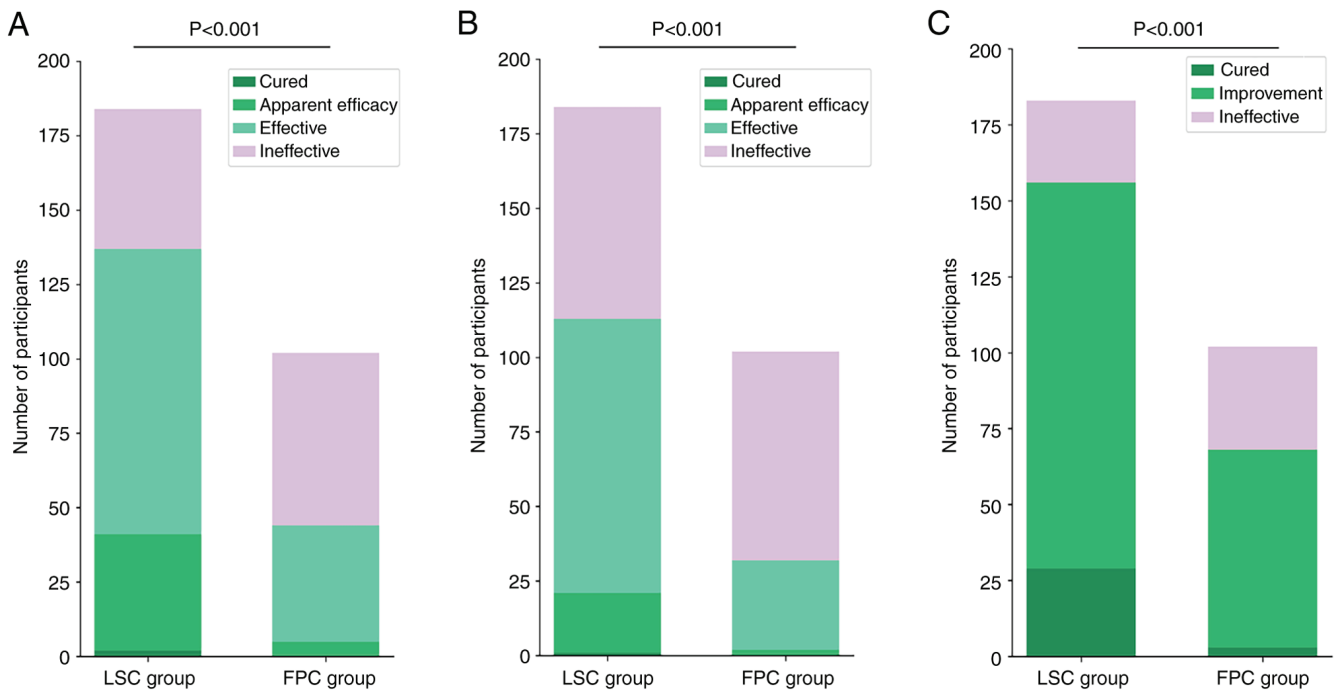 A
P<0.001
Number of participants
200
175
150
125
100
75
50
25
0
Cured
Apparent efficacy
Effective
Ineffective
LSC group
FPC group
B
P<0.001
Number of participants
200
175
150
125
100
75
50
25
0
Cured
Apparent efficacy
Effective
Ineffective
LSC group
FPC group
C
P<0.001
Number of participants
200
175
150
125
100
75
50
25
0
Cured
Improvement
Ineffective
LSC group
FPC group